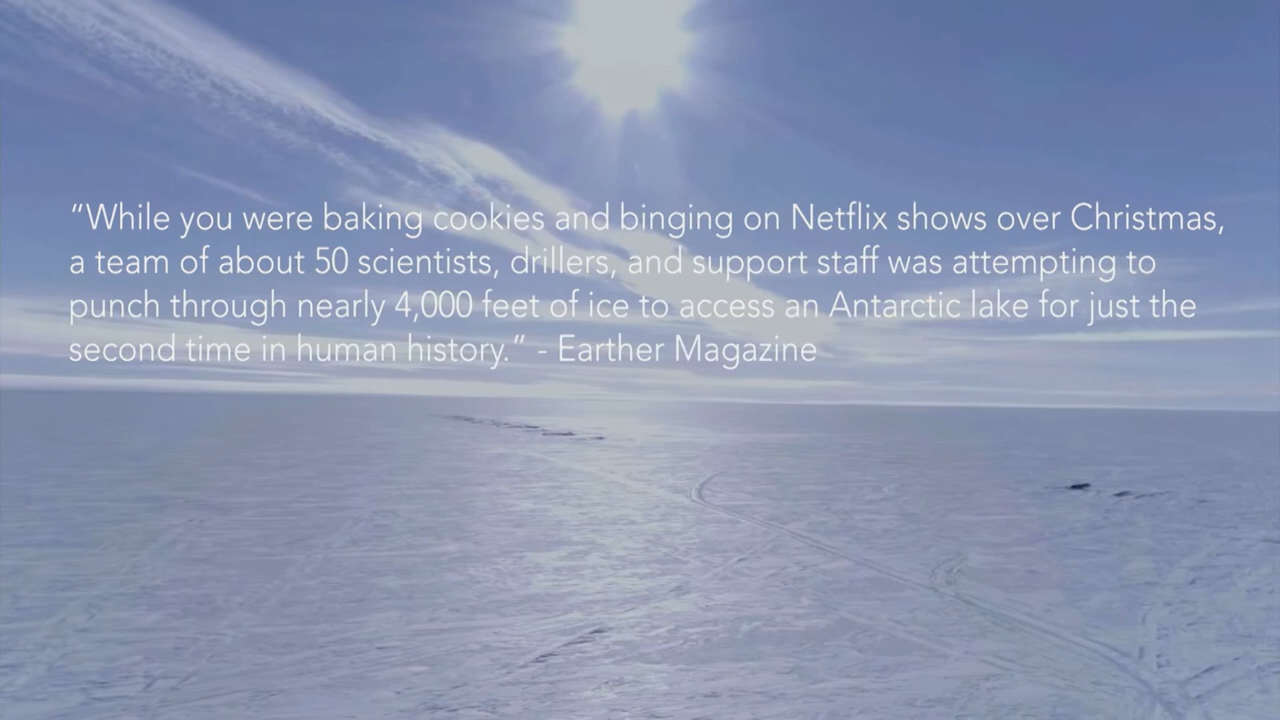 “While you were baking cookies and binging on Netflix shows over Christmas,
a team of about 50 scientists, drillers, and support staff was attempting to
punch through nearly 4,000 feet of ice to access an Antarctic lake for just the
second time in human history.” - Earther Magazine